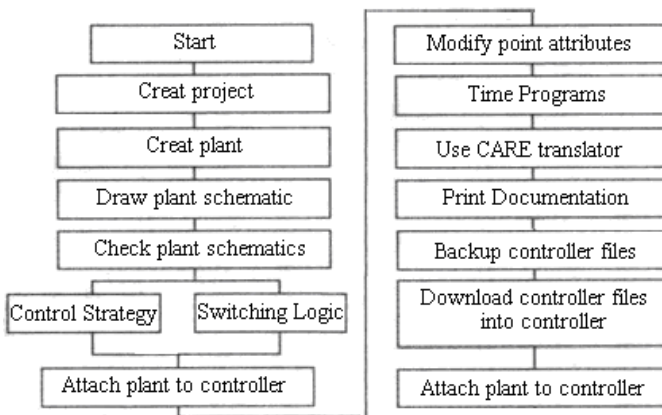 Start
Creat project
Creat plant
Draw plant schematic
Check plant schematics
Control Strategy
Switching Logic
Attach plant to controller
Modify point attributes
Time Programs
Use CARE translator
Print Documentation
Backup controller files
Download controller files
into controller
Attach plant to controller